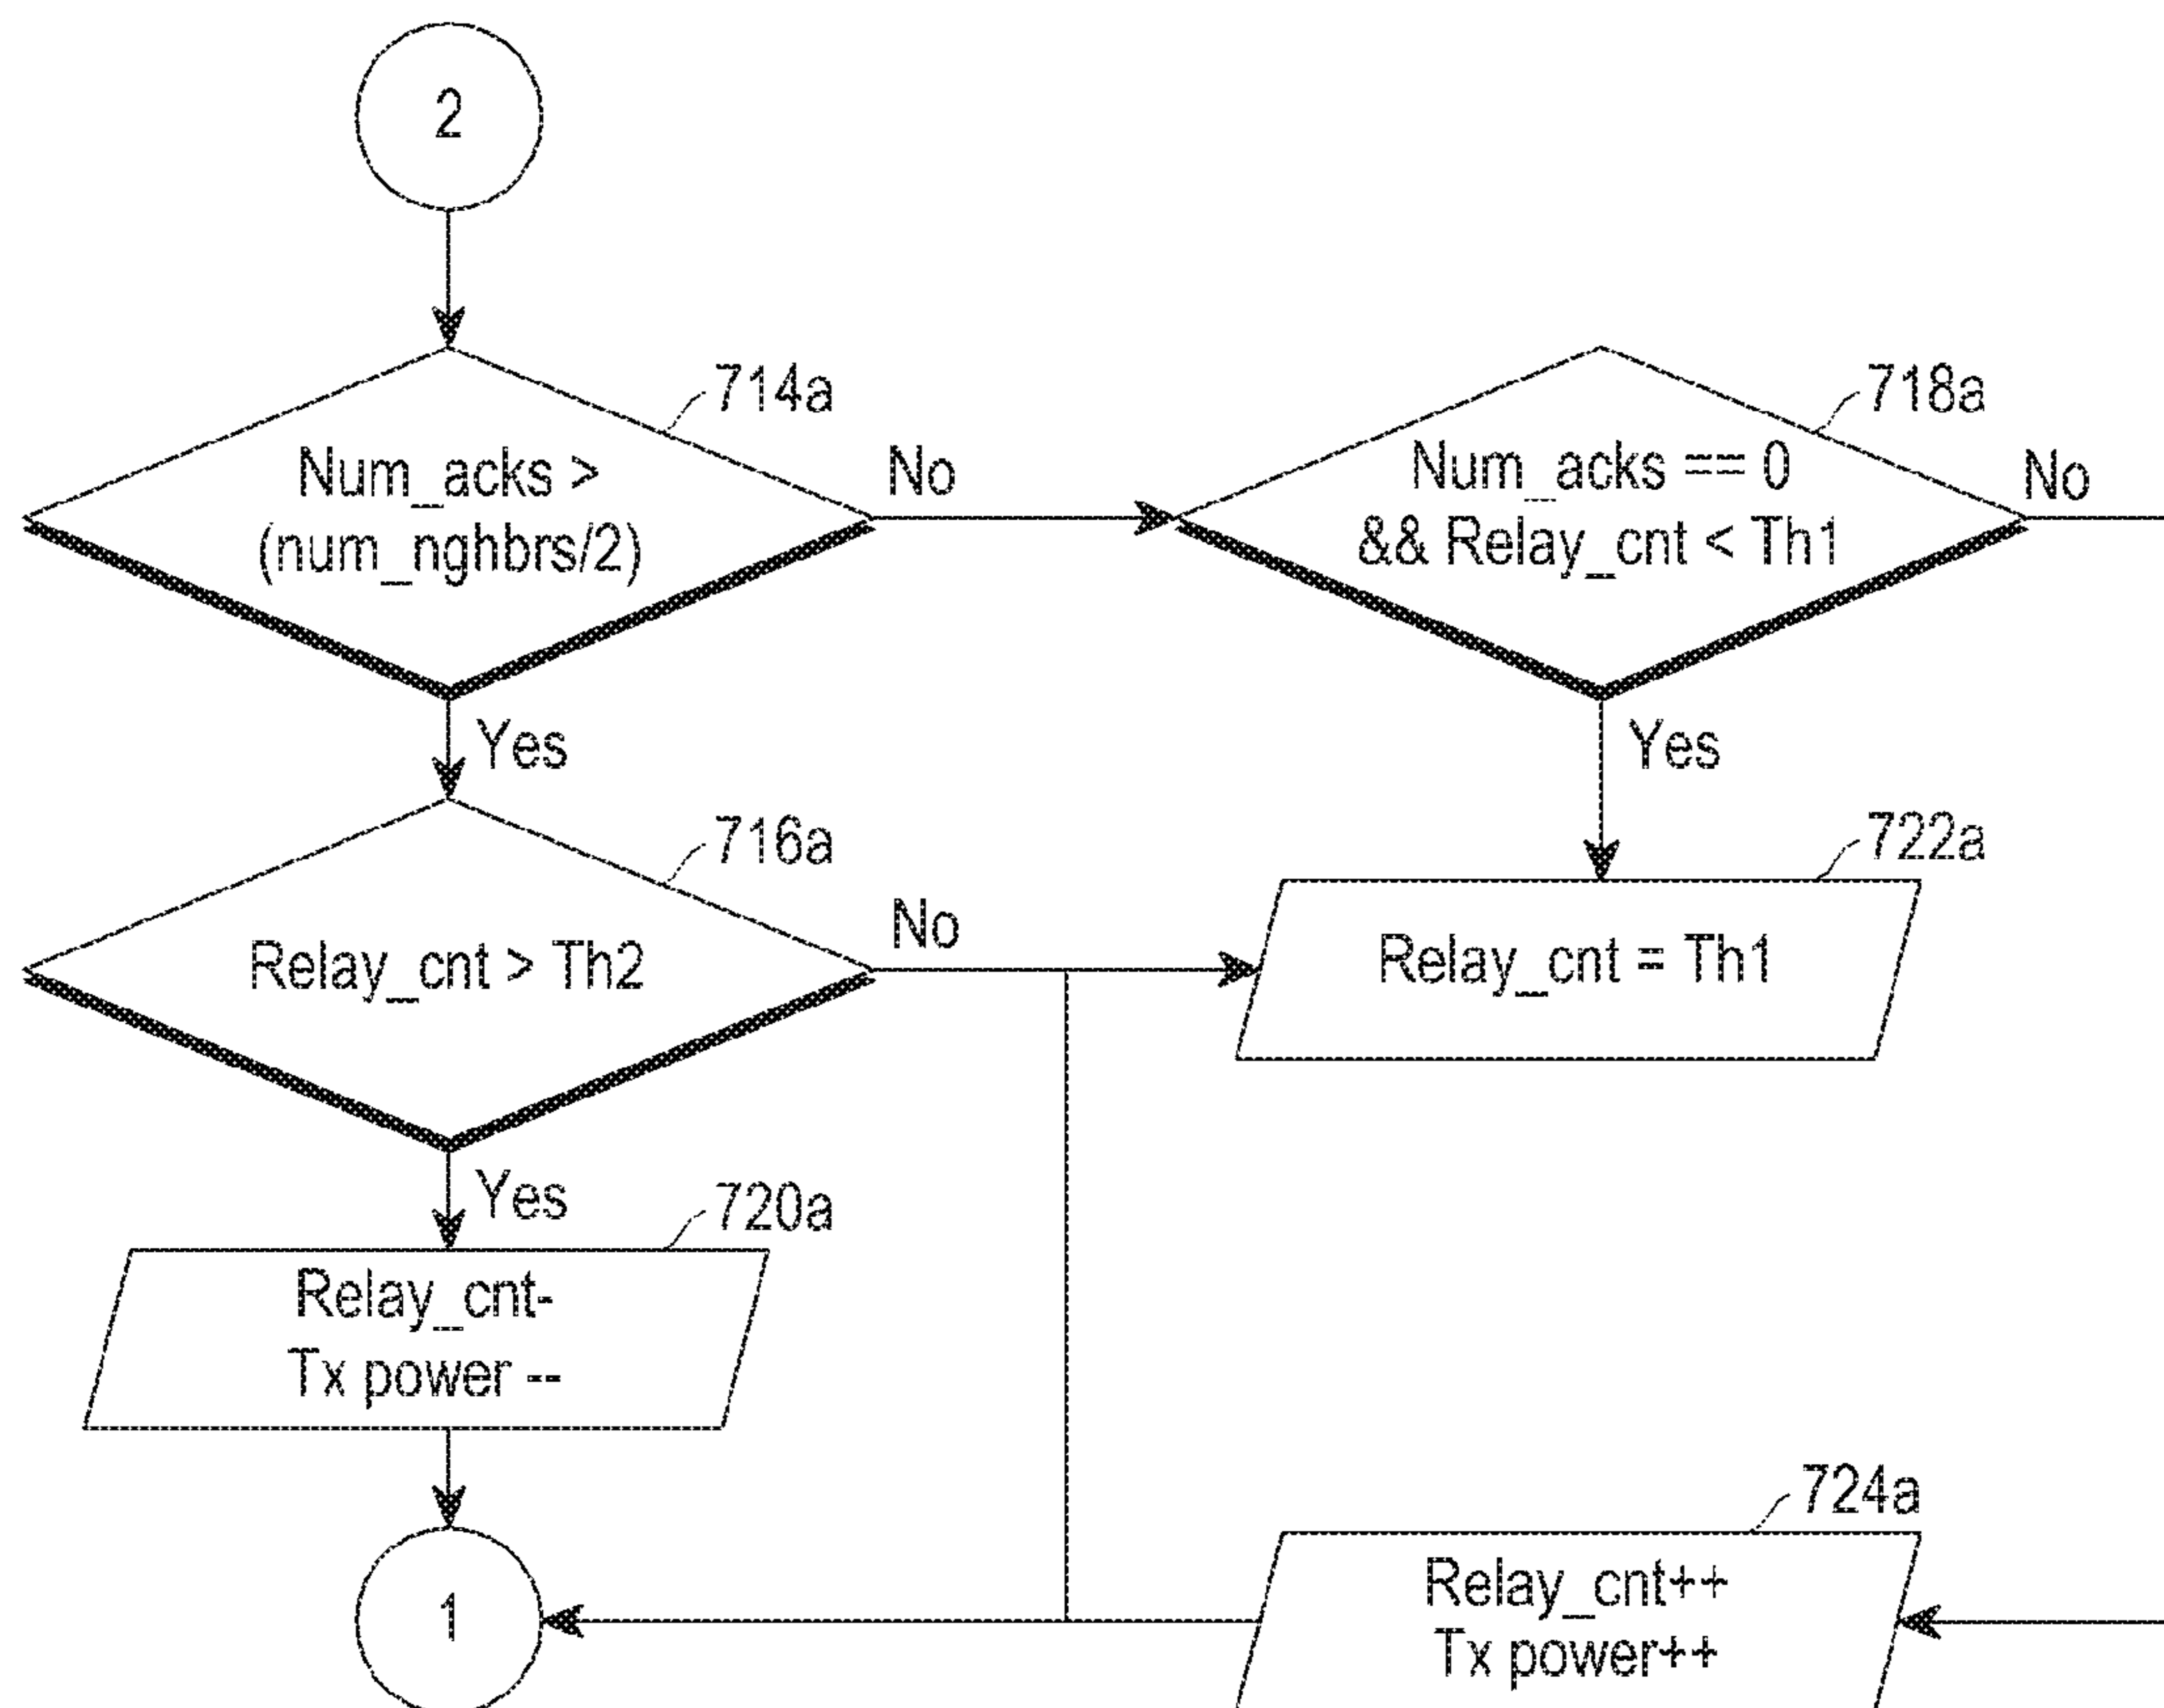 2
714a
Num_acks >
(num_nghbrs/2)
No
718a
Num_acks == 0
&& Relay_cnt < Th1
No
Yes
Yes
716a
Relay_cnt > Th2
No
722a
Relay_cnt = Th1
Yes
720a
Relay_cnt-
Tx power --
724a
Relay_cnt++
Tx power++
1